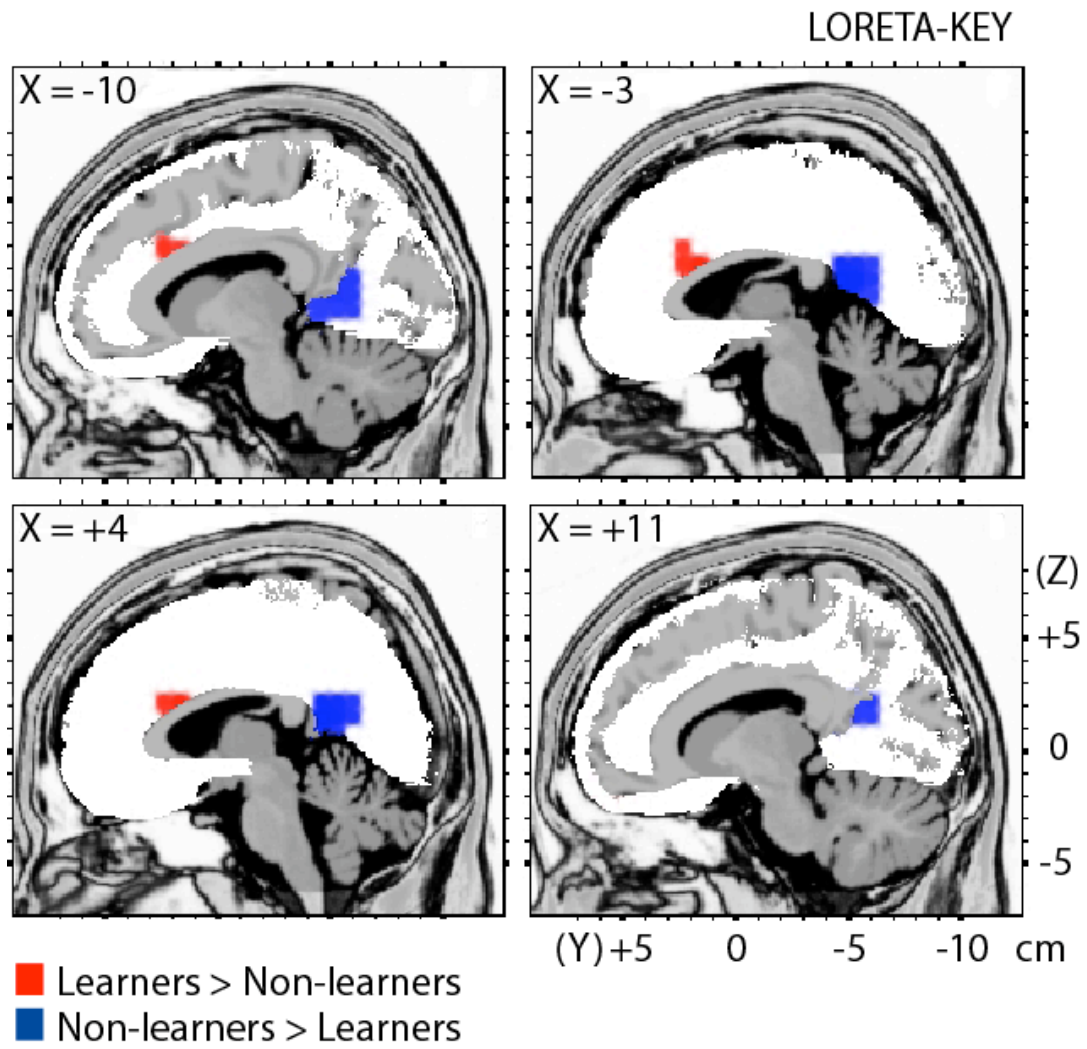 LORETA-KEY
X = -10
X = -3
X = +4
X = +11
(Z)
+5
0
-5
(Y) +5 0 -5 -10 cm
Learners > Non-learners
Non-learners > Learners